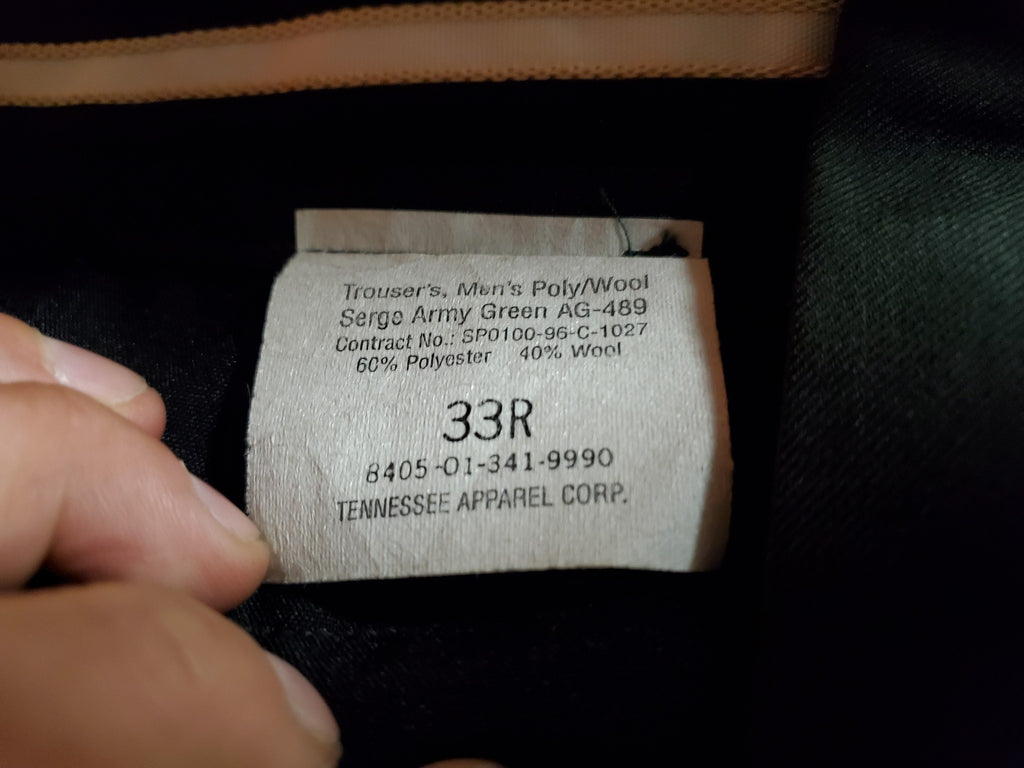 Trouser's, Men's Poly/Wool
Serge Army Green AG-489
Contract No.: SP0100-96-C-1027
60% Polyester 40% Wool
33R
8405-01-341-9990
TENNESSEE APPAREL CORP.